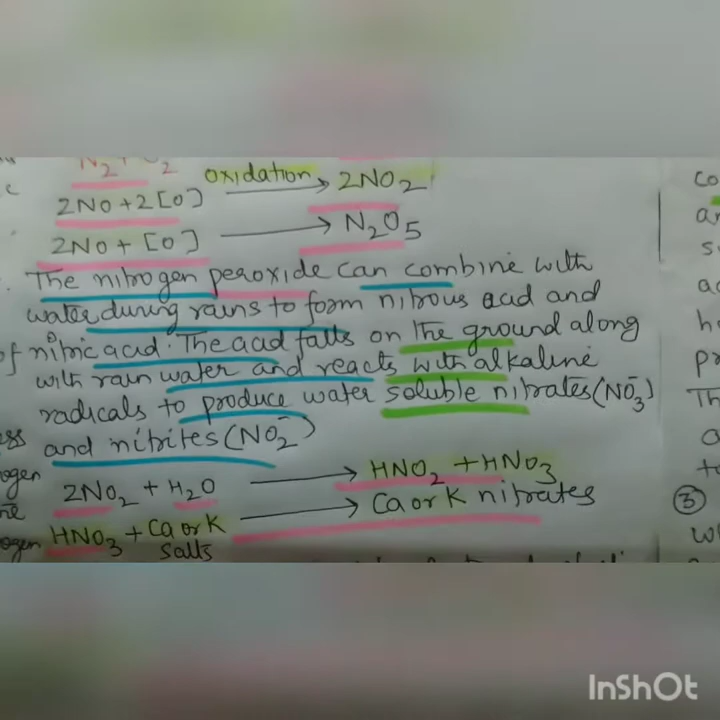 oxidation
2NO + 2[O] → 2NO2
2NO + [O] → N2O5
The nitrogen peroxide can combine with
water during rains to form nitrous acid and
of nitric acid. The acid falls on the ground along
with rain water and reacts with alkaline
radicals to produce water soluble nitrates (NO3⁻)
and nitrites (NO2⁻)
2NO2 + H2O → HNO2 + HNO3
HNO3 + Ca or K salts → Ca or K nitrates
③
InShOt